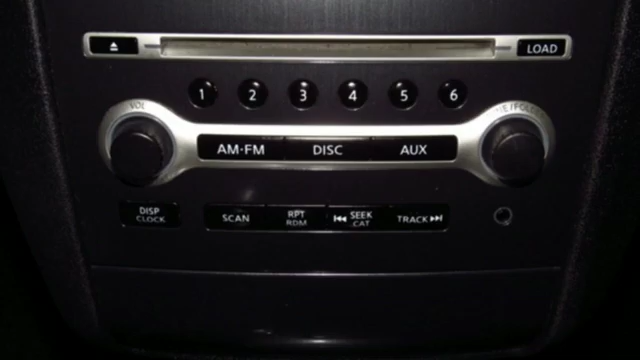 LOAD
1 2 3 4 5 6
VOL
AM·FM DISC AUX
DISP
CLOCK
SCAN
RPT
RDM
SEEK
CAT
TRACK